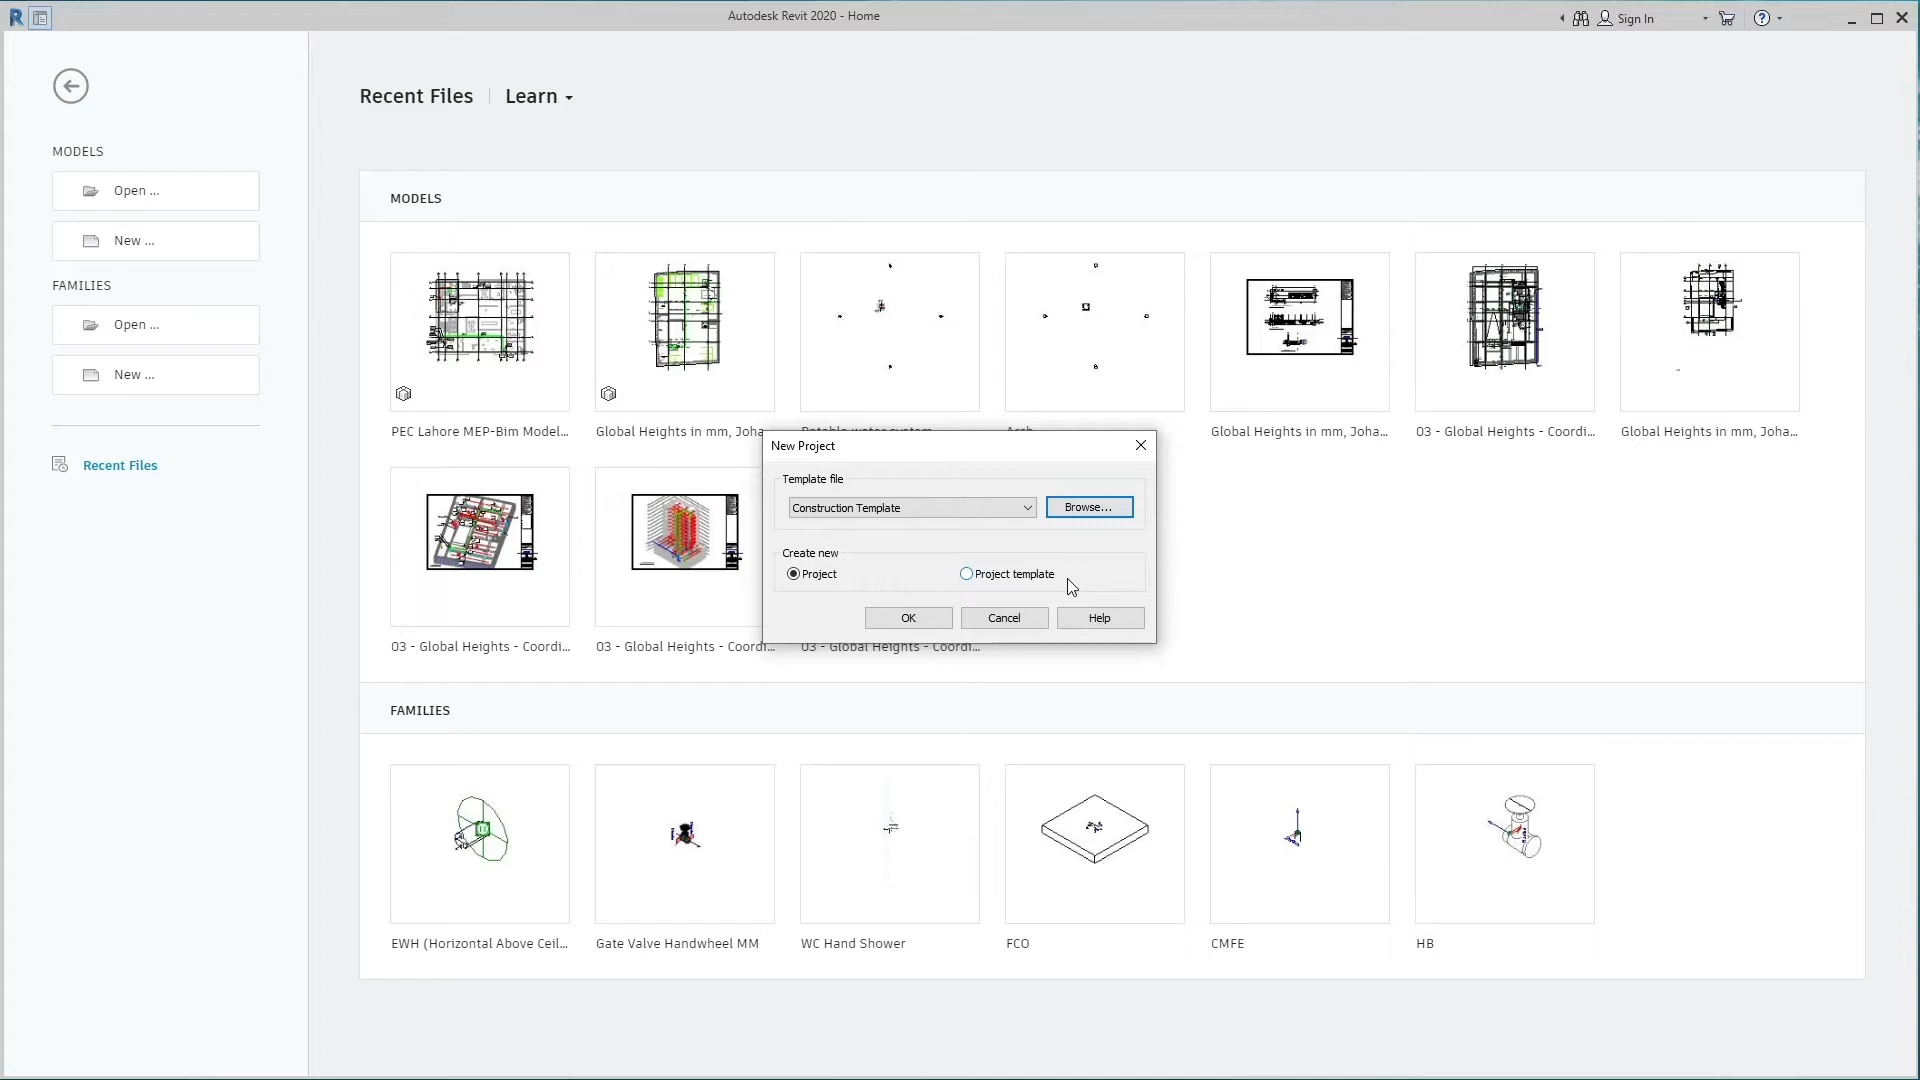 Autodesk Revit 2020 - Home
Sign In
Recent Files
Learn
MODELS
Open ...
New ...
FAMILIES
Open ...
New ...
Recent Files
MODELS
PEC Lahore MEP-Bim Model...
Global Heights in mm, Joha
Global Heights in mm, Joha...
03 - Global Heights - Coordi...
Global Heights in mm, Joha...
New Project
Template file
Construction Template
Browse...
Create new
Project
Project template
OK
Cancel
Help
03 - Global Heights - Coordi...
03 - Global Heights - Coordi...
03 - Global Heights - Coordi...
FAMILIES
EWH (Horizontal Above Ceil...
Gate Valve Handwheel MM
WC Hand Shower
FCO
CMFE
HB